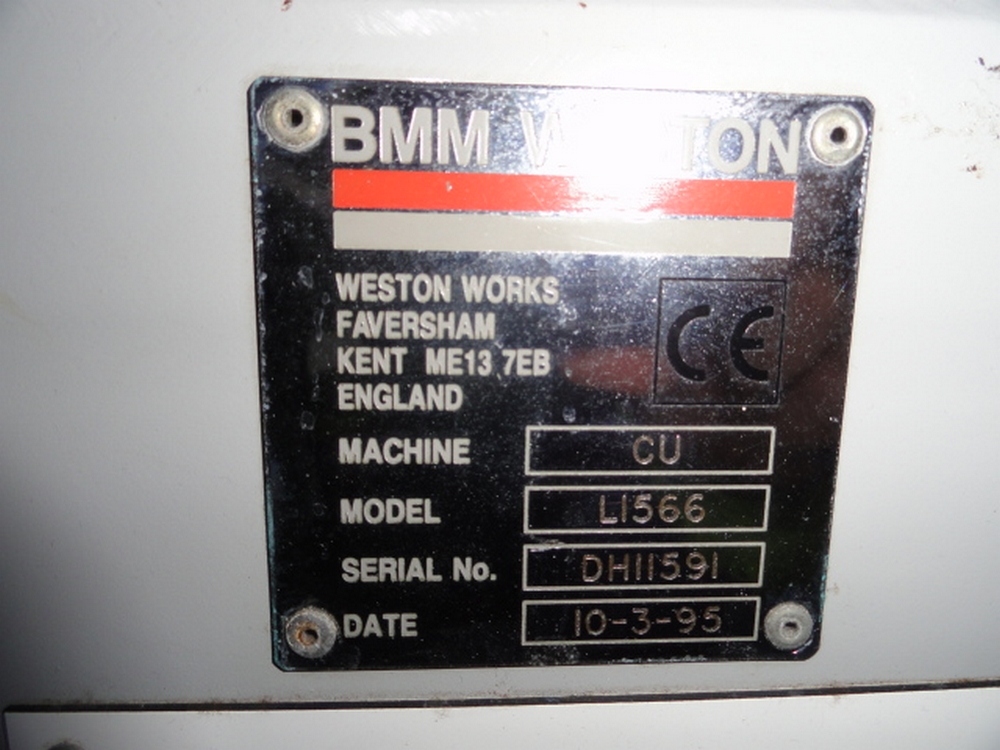 BMM WESTON
WESTON WORKS
FAVERSHAM
KENT ME13 7EB
ENGLAND
CE
MACHINE CU
MODEL L1566
SERIAL No. DH11591
DATE 10-3-95